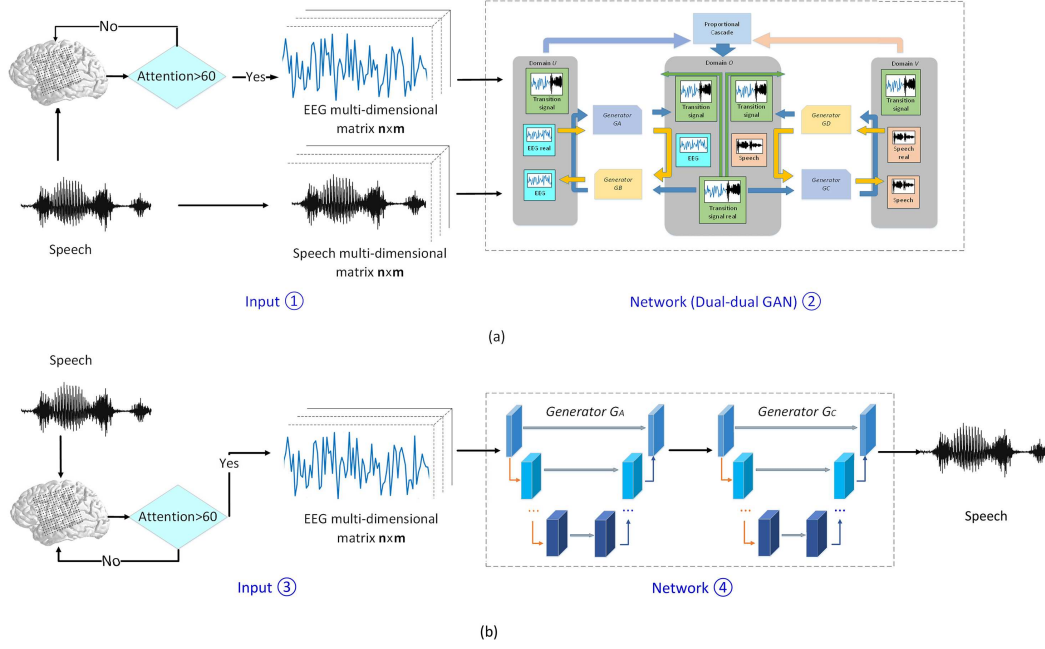 No
Attention>60
Yes
EEG multi-dimensional
matrix n×m
Speech
Speech multi-dimensional
matrix n×m
Input ①
Proportional
Cascade
Domain U
Transition
signal
EEG real
EEG
Generator
GA
Generator
GB
Domain O
Transition
signal
Transition
signal
EEG
Speech
Transition
signal real
Generator
GD
Generator
GC
Domain V
Transition
signal
Speech
real
Speech
Network (Dual-dual GAN) ②
(a)
Speech
Attention>60
Yes
No
EEG multi-dimensional
matrix n×m
Input ③
Generator GA
...
...
Generator GC
...
...
Speech
Network ④
(b)